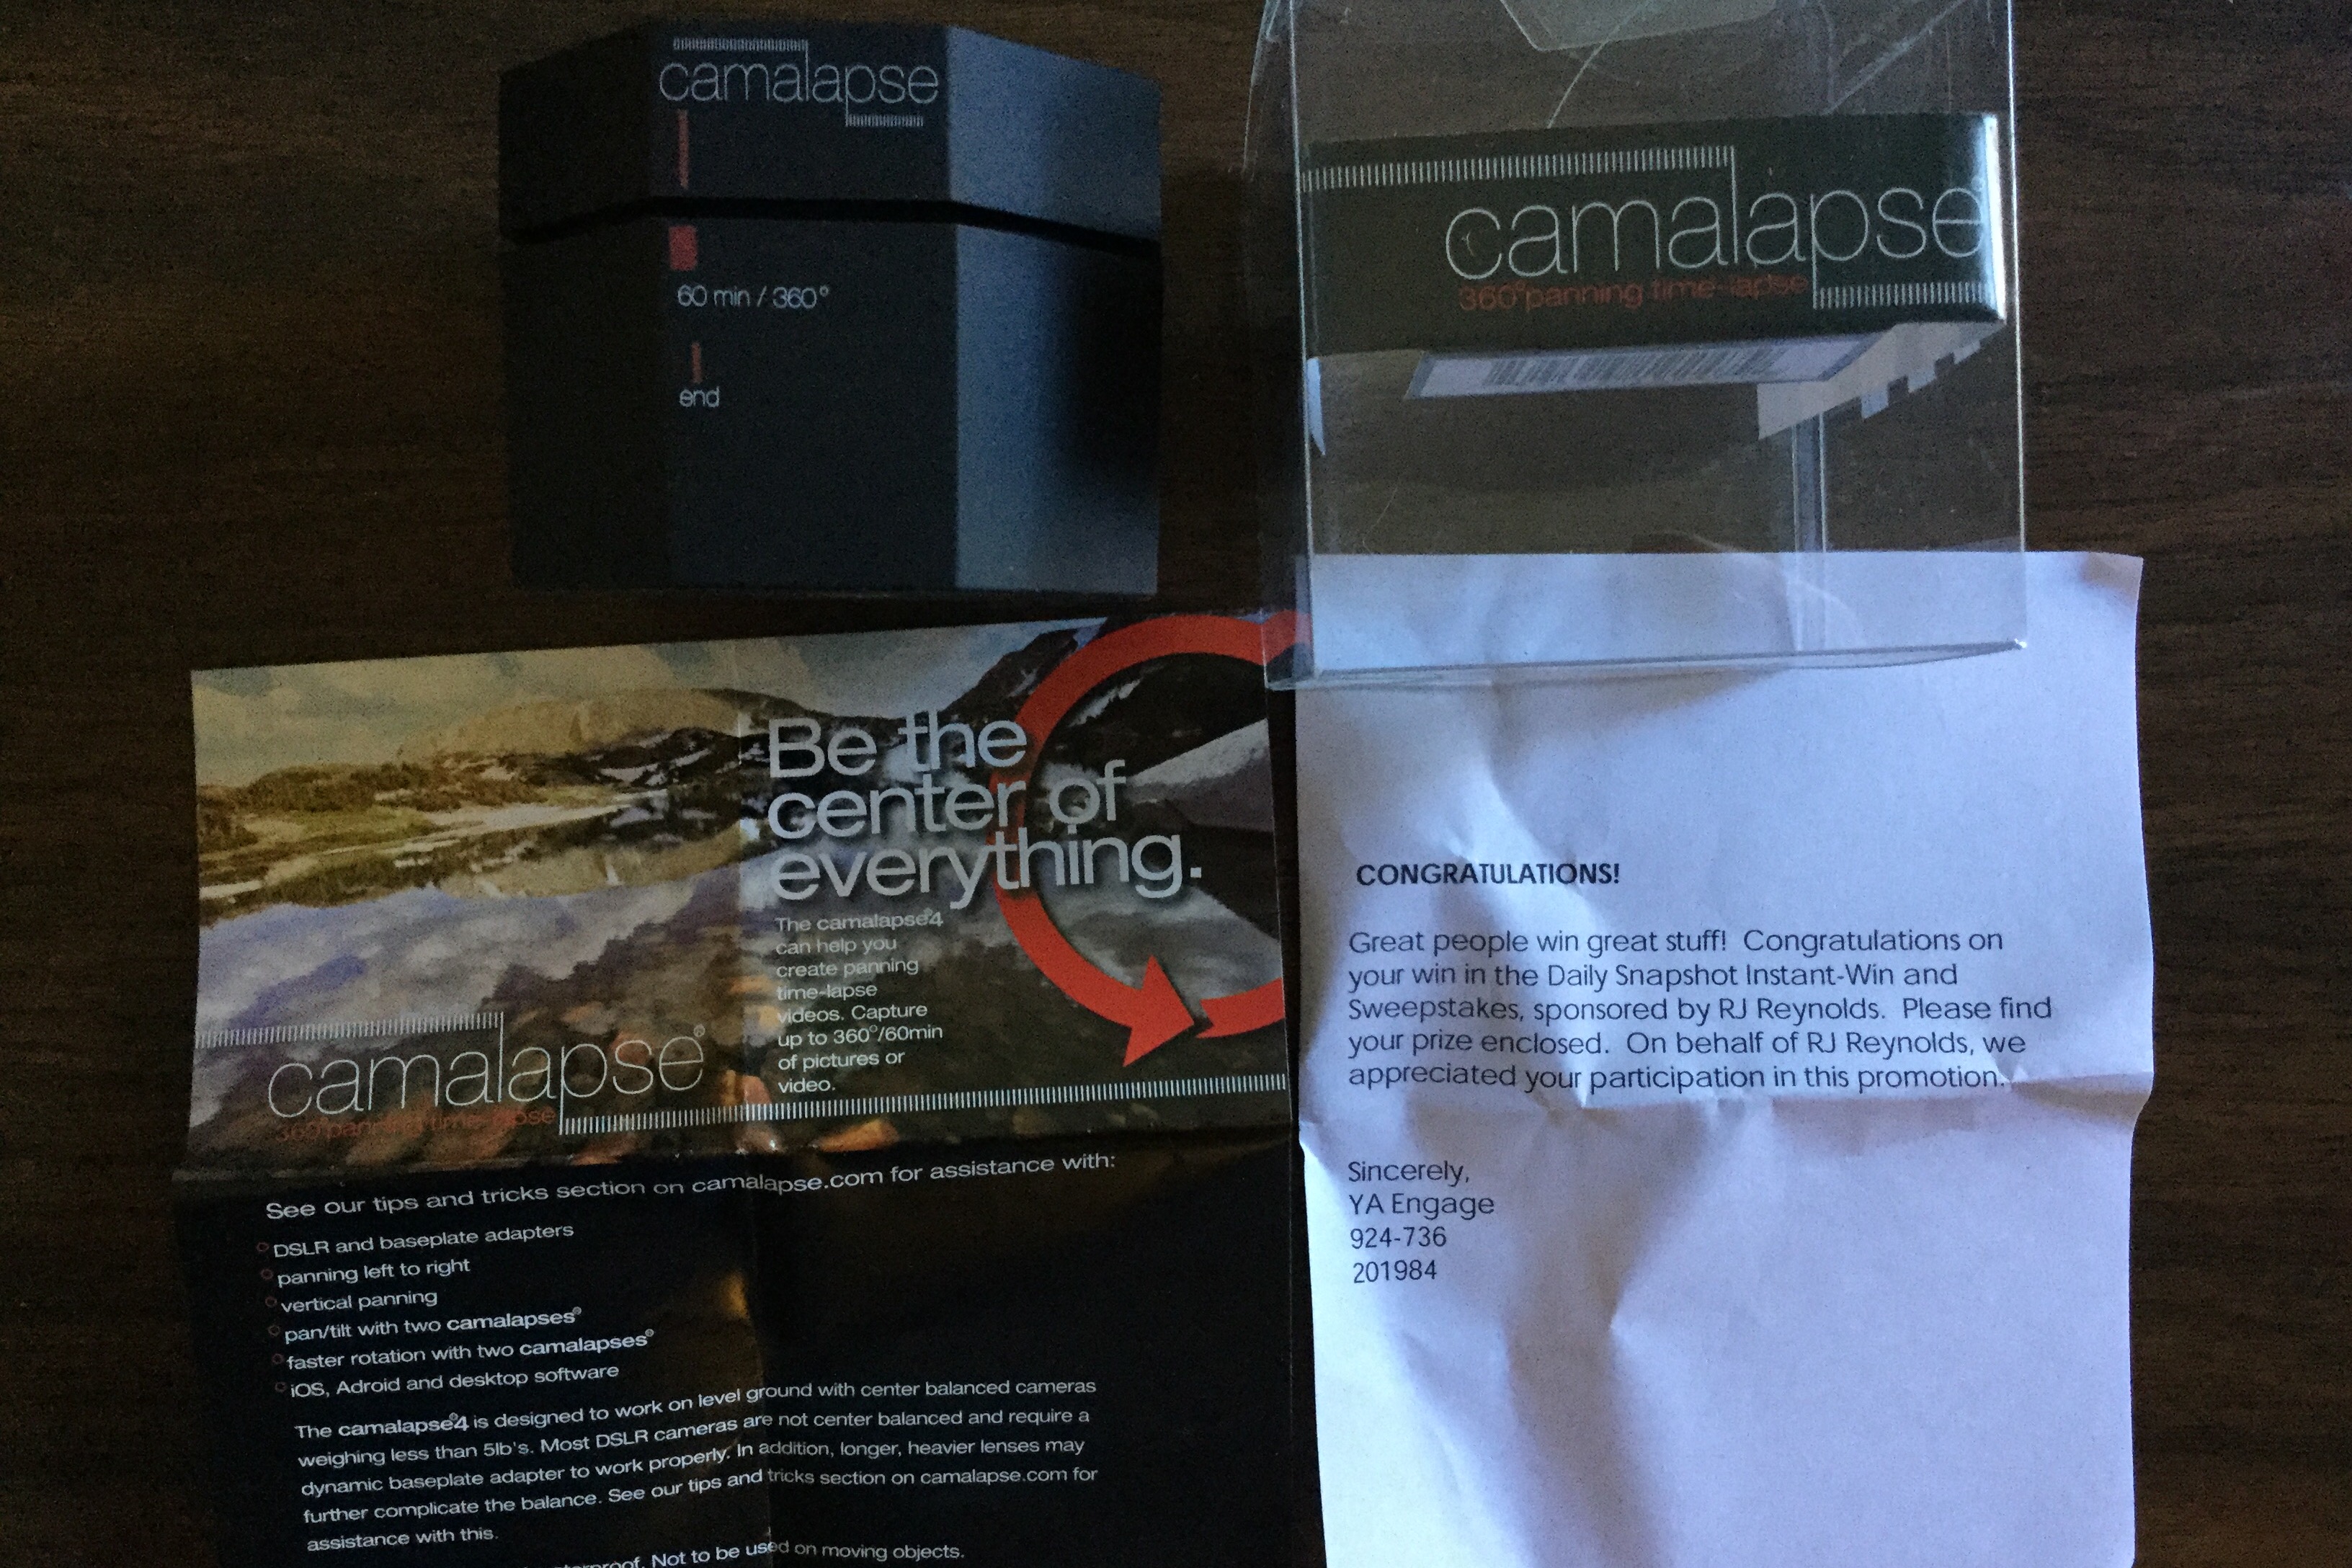 camalapse
60 min / 360°
end
camalapse®
360° panning time-lapse
Be the
center of
everything.
The camalapse®4
can help you
create panning
time-lapse
videos. Capture
up to 360°/60min
of pictures or
video.
camalapse®
360° panning time-lapse
See our tips and tricks section on camalapse.com for assistance with:
DSLR and baseplate adapters
panning left to right
vertical panning
pan/tilt with two camalapses®
faster rotation with two camalapses®
iOS, Adroid and desktop software
The camalapse®4 is designed to work on level ground with center balanced cameras
weighing less than 5lb's. Most DSLR cameras are not center balanced and require a
dynamic baseplate adapter to work properly. In addition, longer, heavier lenses may
further complicate the balance. See our tips and tricks section on camalapse.com for
assistance with this.
Not to be used on moving objects.
CONGRATULATIONS!
Great people win great stuff! Congratulations on
your win in the Daily Snapshot Instant-Win and
Sweepstakes, sponsored by RJ Reynolds. Please find
your prize enclosed. On behalf of RJ Reynolds, we
appreciated your participation in this promotion.
Sincerely,
YA Engage
924-736
201984